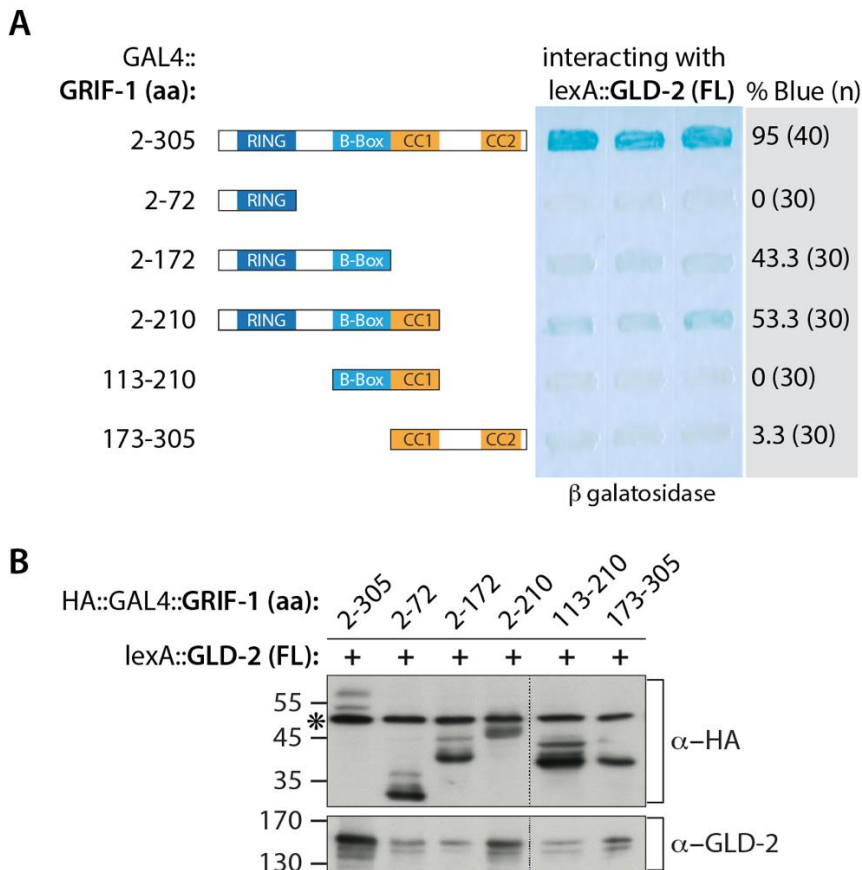 A
GAL4::
GRIF-1 (aa):
interacting with
lexA::GLD-2 (FL)
% Blue (n)
2-305
RING
B-Box
CC1
CC2
95 (40)
2-72
RING
0 (30)
2-172
RING
B-Box
43.3 (30)
2-210
RING
B-Box
CC1
53.3 (30)
113-210
B-Box
CC1
0 (30)
173-305
CC1
CC2
3.3 (30)
β galatosidase
B
HA::GAL4::GRIF-1 (aa):
2-305
2-72
2-172
2-210
113-210
173-305
lexA::GLD-2 (FL):
+ + + + + +
55
*
45
35
α–HA
170
130
α–GLD-2